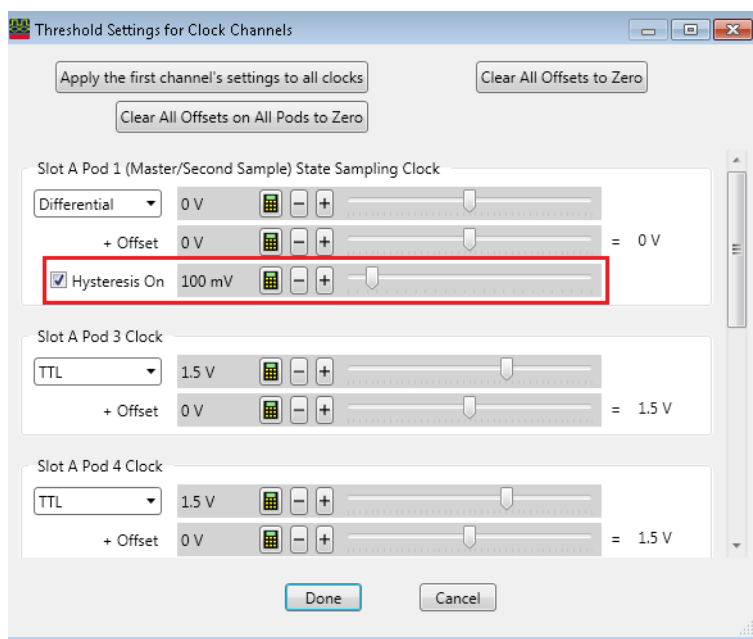 Threshold Settings for Clock Channels
Apply the first channel's settings to all clocks
Clear All Offsets to Zero
Clear All Offsets on All Pods to Zero
Slot A Pod 1 (Master/Second Sample) State Sampling Clock
Differential 0 V
+ Offset 0 V = 0 V
Hysteresis On 100 mV
Slot A Pod 3 Clock
TTL 1.5 V
+ Offset 0 V = 1.5 V
Slot A Pod 4 Clock
TTL 1.5 V
+ Offset 0 V = 1.5 V
Done Cancel